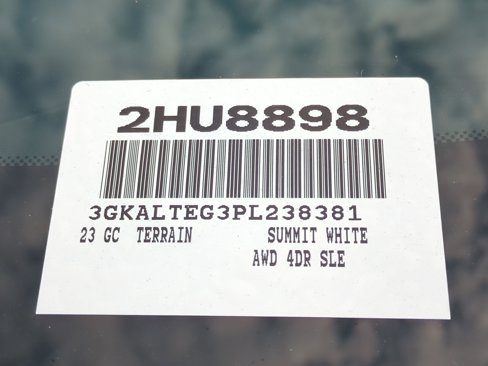 2HU8898
3GKALTEG3PL238381
23 GC TERRAIN SUMMIT WHITE
AWD 4DR SLE